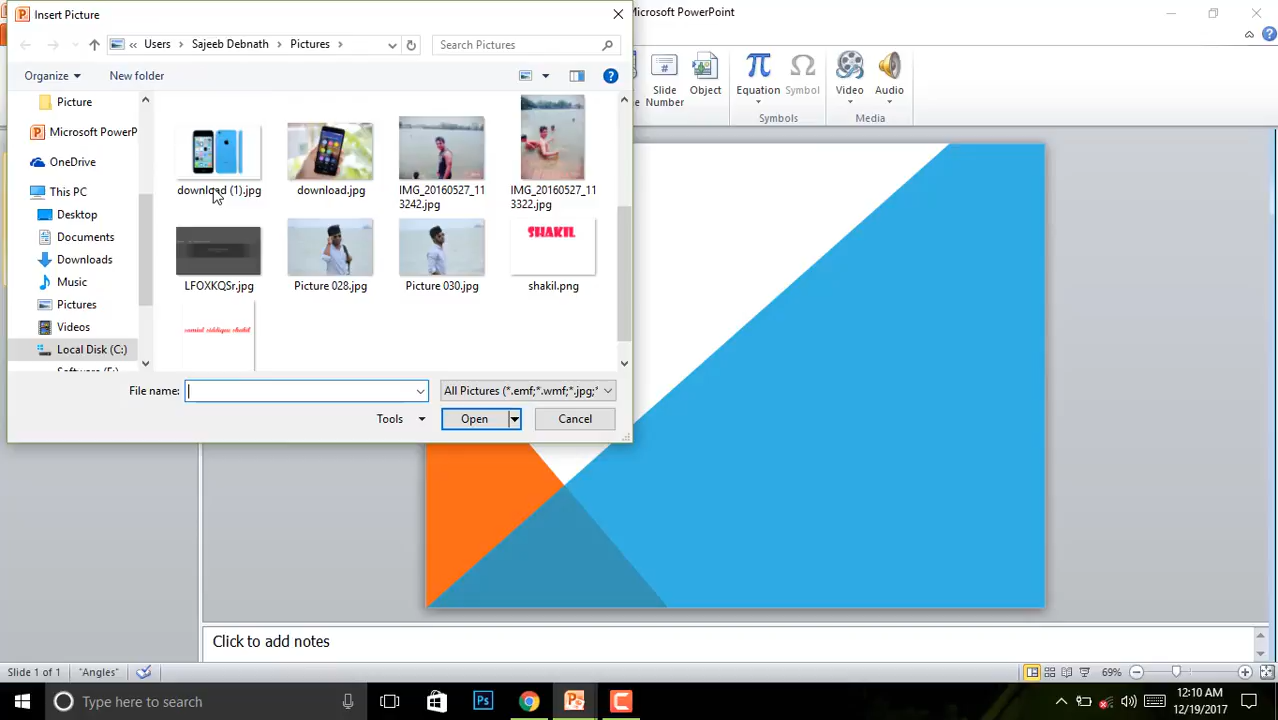 Insert Picture
Microsoft PowerPoint
Users
Sajeeb Debnath
Pictures
Search Pictures
Organize
New folder
Slide Number
Object
Equation
Symbol
Video
Audio
Symbols
Media
Picture
Microsoft PowerP
OneDrive
This PC
Desktop
Documents
Downloads
Music
Pictures
Videos
Local Disk (C:)
download (1).jpg
download.jpg
IMG_20160527_11
3242.jpg
IMG_20160527_11
3322.jpg
SHAKIL
LFOXKQSr.jpg
Picture 028.jpg
Picture 030.jpg
shakil.png
File name:
All Pictures (*.emf;*.wmf;*.jpg;*
Tools
Open
Cancel
Click to add notes
Slide 1 of 1
"Angles"
69%
Type here to search
12:10 AM
12/19/2017